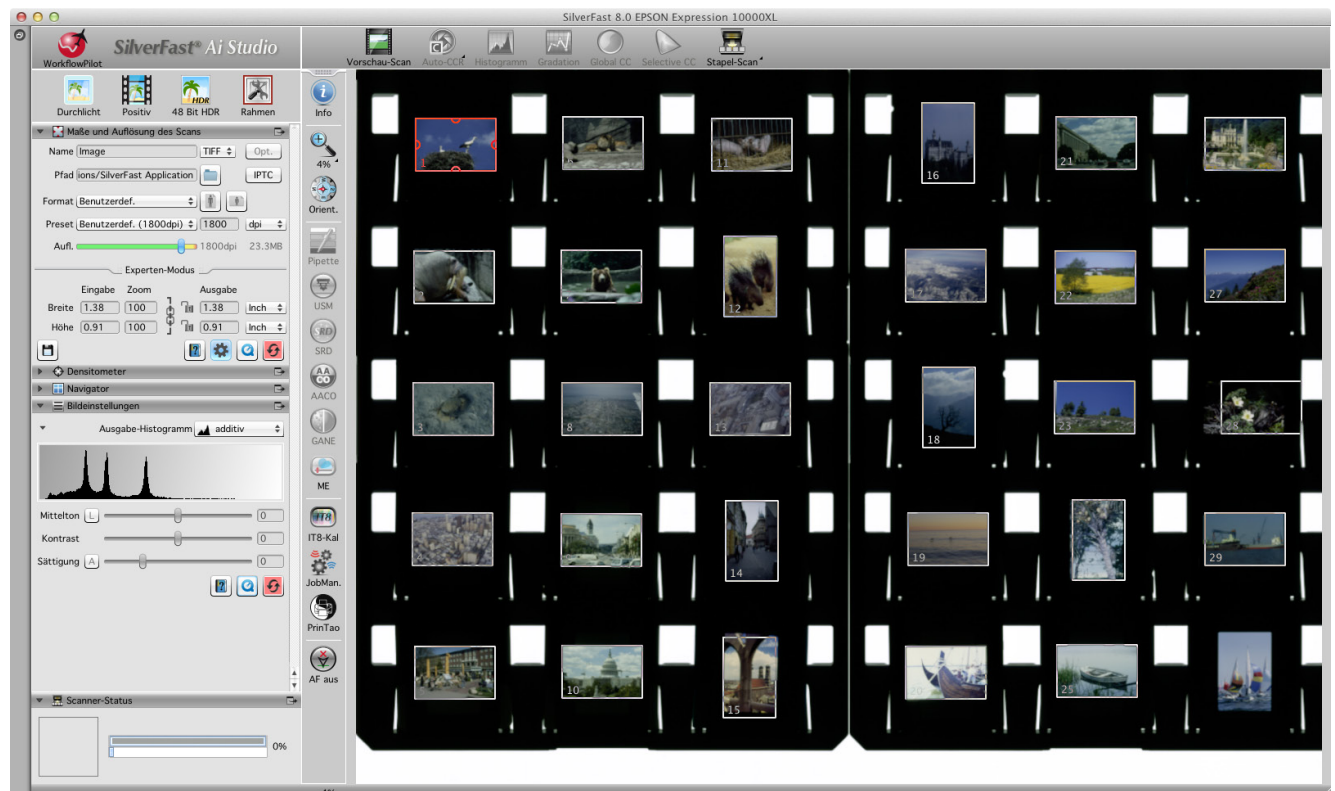 SilverFast 8.0 EPSON Expression 10000XL
WorkflowPilot
SilverFast® Ai Studio
Vorschau-Scan
Auto-CCR
Histogramm
Gradation
Global CC
Selective CC
Stapel-Scan
Durchlicht
Positiv
HDR
48 Bit HDR
Rahmen
Maße und Auflösung des Scans
Name Image TIFF Opt.
Pfad ions/SilverFast Application IPTC
Format Benutzerdef.
Preset Benutzerdef. (1800dpi) 1800 dpi
Aufl. 1800dpi 23.3MB
Experten-Modus
Eingabe Zoom Ausgabe
Breite 1.38 100 1.38 Inch
Höhe 0.91 100 0.91 Inch
Densitometer
Navigator
Bildeinstellungen
Ausgabe-Histogramm additiv
Mittelton L 0
Kontrast 0
Sättigung A 0
Scanner-Status
0%
Info
4%
Orient.
Pipette
USM
SRD
SRD
AACO
AACO
GANE
ME
IT8
IT8-Kal
JobMan.
PrinTao
AF aus
1
11
16
21
12
17
22
27
3
8
13
18
23
28
14
19
29
10
15
20
25